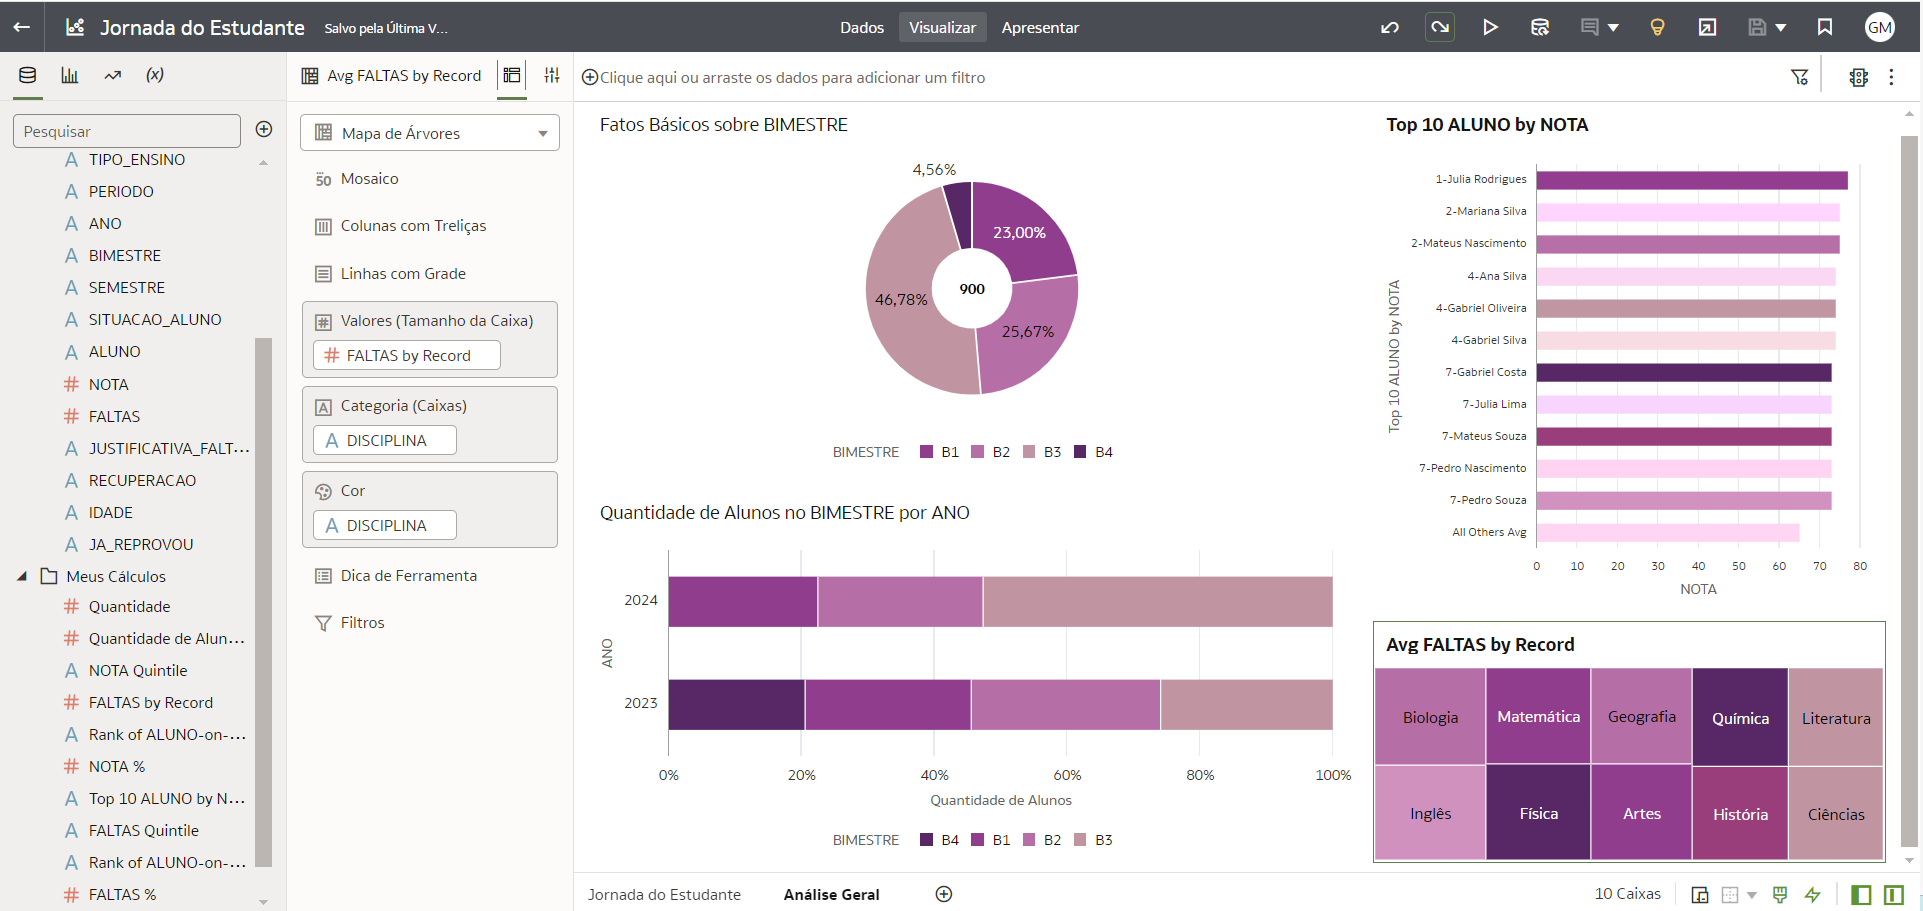 Jornada do Estudante
Salvo pela Última V...
Dados
Visualizar
Apresentar
GM
(x)
Pesquisar
TIPO_ENSINO
PERIODO
ANO
BIMESTRE
SEMESTRE
SITUACAO_ALUNO
ALUNO
NOTA
FALTAS
JUSTIFICATIVA_FALT...
RECUPERACAO
IDADE
JA_REPROVOU
Meus Cálculos
Quantidade
Quantidade de Alun...
NOTA Quintile
FALTAS by Record
Rank of ALUNO-on-...
NOTA %
Top 10 ALUNO by N...
FALTAS Quintile
Rank of ALUNO-on-...
FALTAS %
Avg FALTAS by Record
Mapa de Árvores
Mosaico
Colunas com Treliças
Linhas com Grade
Valores (Tamanho da Caixa)
FALTAS by Record
Categoria (Caixas)
DISCIPLINA
Cor
DISCIPLINA
Dica de Ferramenta
Filtros
Clique aqui ou arraste os dados para adicionar um filtro
Fatos Básicos sobre BIMESTRE
4,56%
23,00%
46,78%
900
25,67%
BIMESTRE B1 B2 B3 B4
Quantidade de Alunos no BIMESTRE por ANO
ANO
2024
2023
0% 20% 40% 60% 80% 100%
Quantidade de Alunos
BIMESTRE B4 B1 B2 B3
Top 10 ALUNO by NOTA
Top 10 ALUNO by NOTA
1-Julia Rodrigues
2-Mariana Silva
2-Mateus Nascimento
4-Ana Silva
4-Gabriel Oliveira
4-Gabriel Silva
7-Gabriel Costa
7-Julia Lima
7-Mateus Souza
7-Pedro Nascimento
7-Pedro Souza
All Others Avg
0 10 20 30 40 50 60 70 80
NOTA
Avg FALTAS by Record
Biologia Matemática Geografia Química Literatura
Inglês Física Artes História Ciências
Jornada do Estudante
Análise Geral
10 Caixas